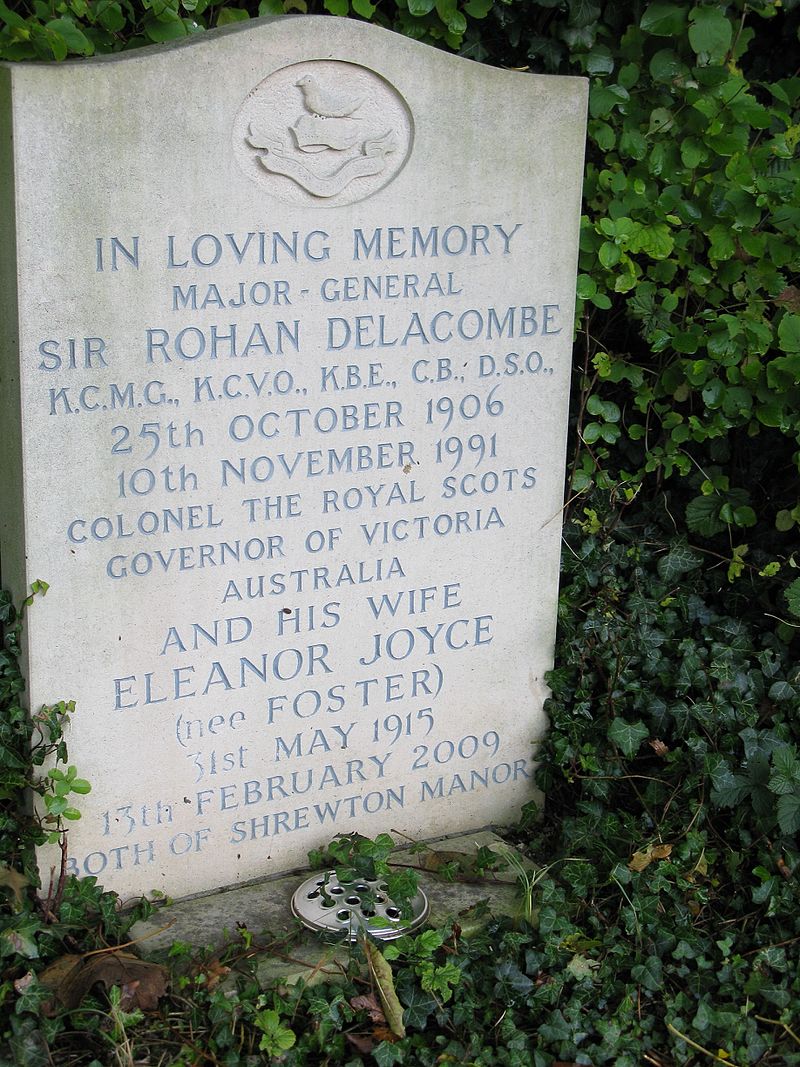 IN LOVING MEMORY
MAJOR-GENERAL
SIR ROHAN DELACOMBE
K.C.M.G., K.C.V.O., K.B.E., C.B., D.S.O.,
25th OCTOBER 1906
10th NOVEMBER 1991
COLONEL THE ROYAL SCOTS
GOVERNOR OF VICTORIA
AUSTRALIA
AND HIS WIFE
ELEANOR JOYCE
(nee FOSTER)
31st MAY 1915
13th FEBRUARY 2009
BOTH OF SHREWTON MANOR